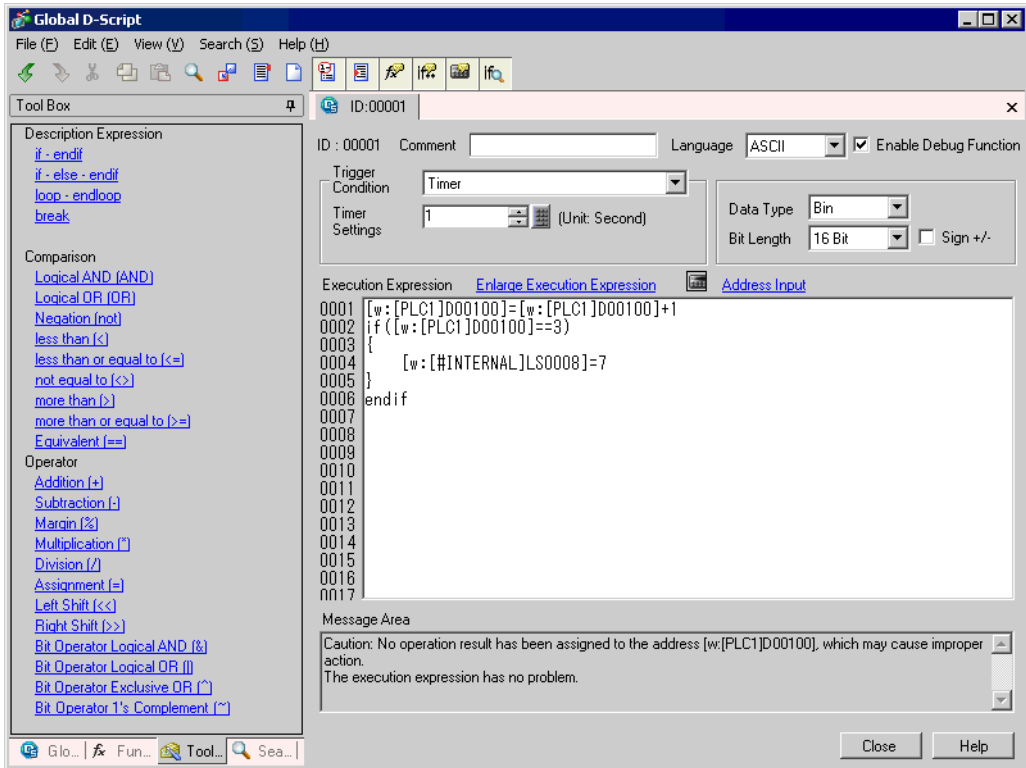 Global D-Script
File (F) Edit (E) View (V) Search (S) Help (H)
Tool Box
ID:00001
Description Expression
if - endif
if - else - endif
loop - endloop
break
Comparison
Logical AND (AND)
Logical OR (OR)
Negation (not)
less than (<)
less than or equal to (<=)
not equal to (<>)
more than (>)
more than or equal to (>=)
Equivalent (==)
Operator
Addition (+)
Subtraction (-)
Margin (%)
Multiplication (*)
Division (/)
Assignment (=)
Left Shift (<<)
Right Shift (>>)
Bit Operator Logical AND (&)
Bit Operator Logical OR (|)
Bit Operator Exclusive OR (^)
Bit Operator 1's Complement (~)
Glo... fx Fun... Tool... Sea...
ID : 00001 Comment Language ASCII Enable Debug Function
Trigger Condition Timer
Timer Settings 1 (Unit: Second)
Data Type Bin
Bit Length 16 Bit Sign +/-
Execution Expression Enlarge Execution Expression Address Input
0001 [w:[PLC1]D00100]=[w:[PLC1]D00100]+1
0002 if([w:[PLC1]D00100]==3)
0003 {
0004 [w:[#INTERNAL]LS0008]=7
0005 }
0006 endif
0007
0008
0009
0010
0011
0012
0013
0014
0015
0016
0017
Message Area
Caution: No operation result has been assigned to the address [w:[PLC1]D00100], which may cause improper
action.
The execution expression has no problem.
Close Help